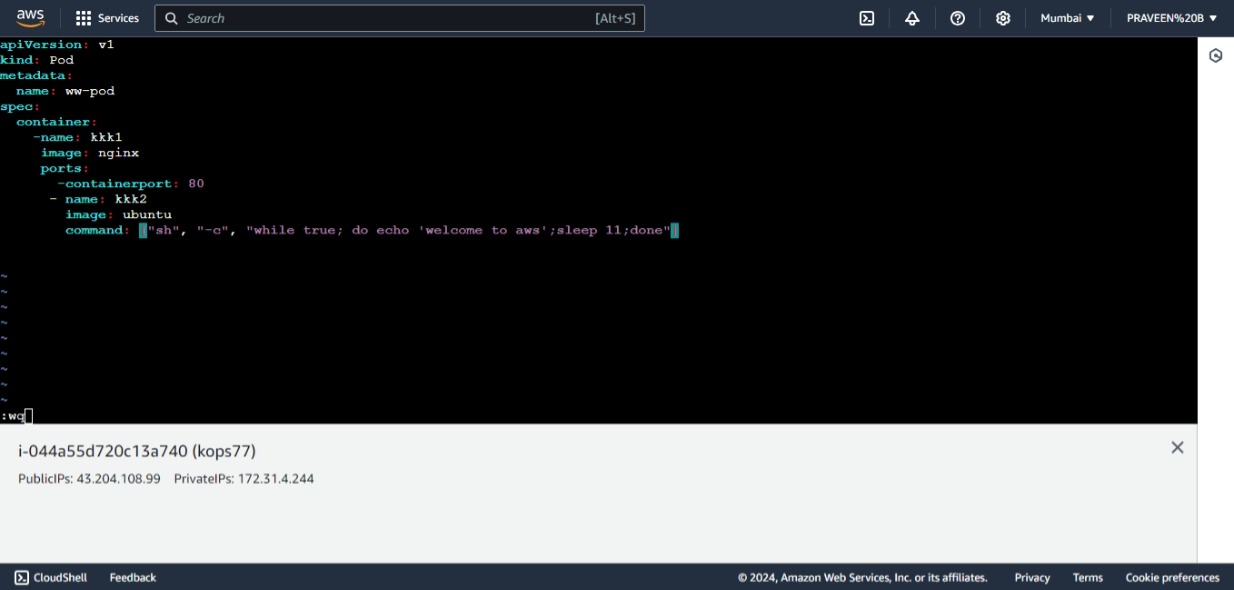 aws Services Search [Alt+S] Mumbai ▼ PRAVEEN%20B ▼
apiVersion: v1
kind: Pod
metadata:
  name: ww-pod
spec:
  container:
    -name: kkk1
     image: nginx
     ports:
       -containerport: 80
      - name: kkk2
        image: ubuntu
        command: ["sh", "-c", "while true; do echo 'welcome to aws';sleep 11;done"]
~
~
~
~
~
~
~
~
~
:wq
i-044a55d720c13a740 (kops77)
PublicIPs: 43.204.108.99 PrivateIPs: 172.31.4.244
CloudShell Feedback © 2024, Amazon Web Services, Inc. or its affiliates. Privacy Terms Cookie preferences